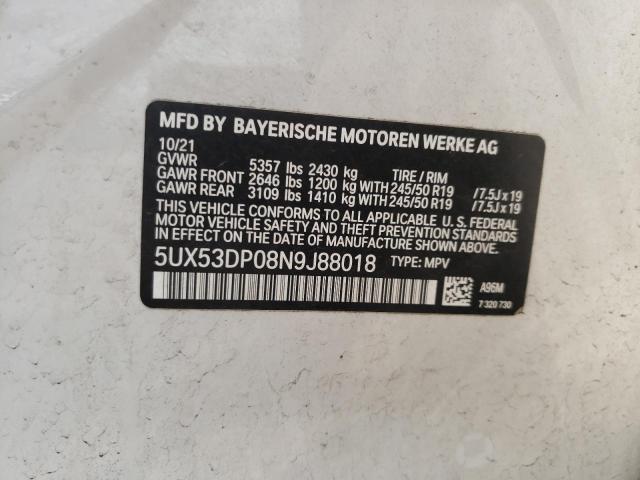 MFD BY BAYERISCHE MOTOREN WERKE AG
10/21
GVWR 5357 lbs 2430 kg TIRE / RIM
GAWR FRONT 2646 lbs 1200 kg WITH 245/50 R19 /7.5J x 19
GAWR REAR 3109 lbs 1410 kg WITH 245/50 R19 /7.5J x 19
THIS VEHICLE CONFORMS TO ALL APPLICABLE U. S. FEDERAL
MOTOR VEHICLE SAFETY AND THEFT PREVENTION STANDARDS
IN EFFECT ON THE DATE OF MANUFACTURE SHOWN ABOVE.
5UX53DP08N9J88018 TYPE: MPV
A96M
7 320 730